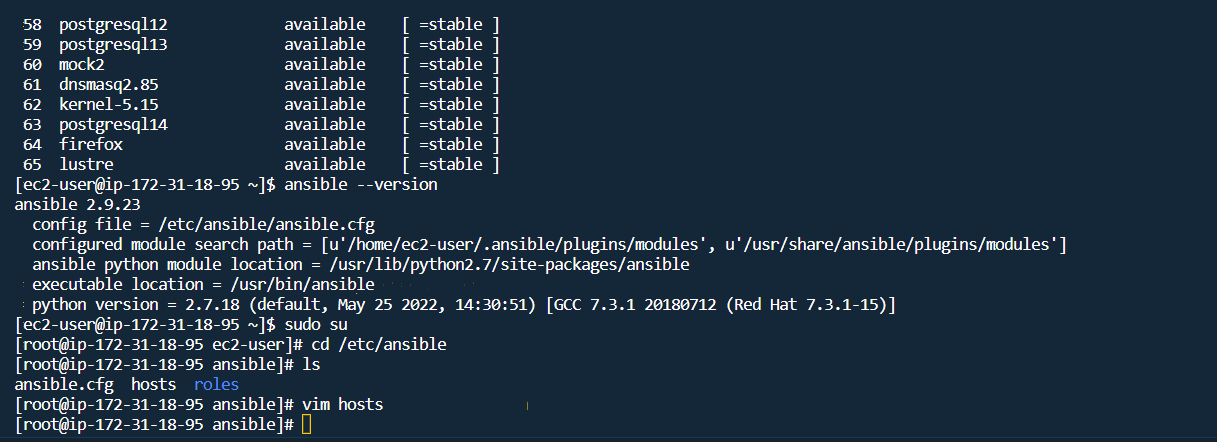 58 postgresql12 available [ =stable ]
59 postgresql13 available [ =stable ]
60 mock2 available [ =stable ]
61 dnsmasq2.85 available [ =stable ]
62 kernel-5.15 available [ =stable ]
63 postgresql14 available [ =stable ]
64 firefox available [ =stable ]
65 lustre available [ =stable ]
[ec2-user@ip-172-31-18-95 ~]$ ansible --version
ansible 2.9.23
config file = /etc/ansible/ansible.cfg
configured module search path = [u'/home/ec2-user/.ansible/plugins/modules', u'/usr/share/ansible/plugins/modules']
ansible python module location = /usr/lib/python2.7/site-packages/ansible
executable location = /usr/bin/ansible
python version = 2.7.18 (default, May 25 2022, 14:30:51) [GCC 7.3.1 20180712 (Red Hat 7.3.1-15)]
[ec2-user@ip-172-31-18-95 ~]$ sudo su
[root@ip-172-31-18-95 ec2-user]# cd /etc/ansible
[root@ip-172-31-18-95 ansible]# ls
ansible.cfg hosts roles
[root@ip-172-31-18-95 ansible]# vim hosts
[root@ip-172-31-18-95 ansible]#